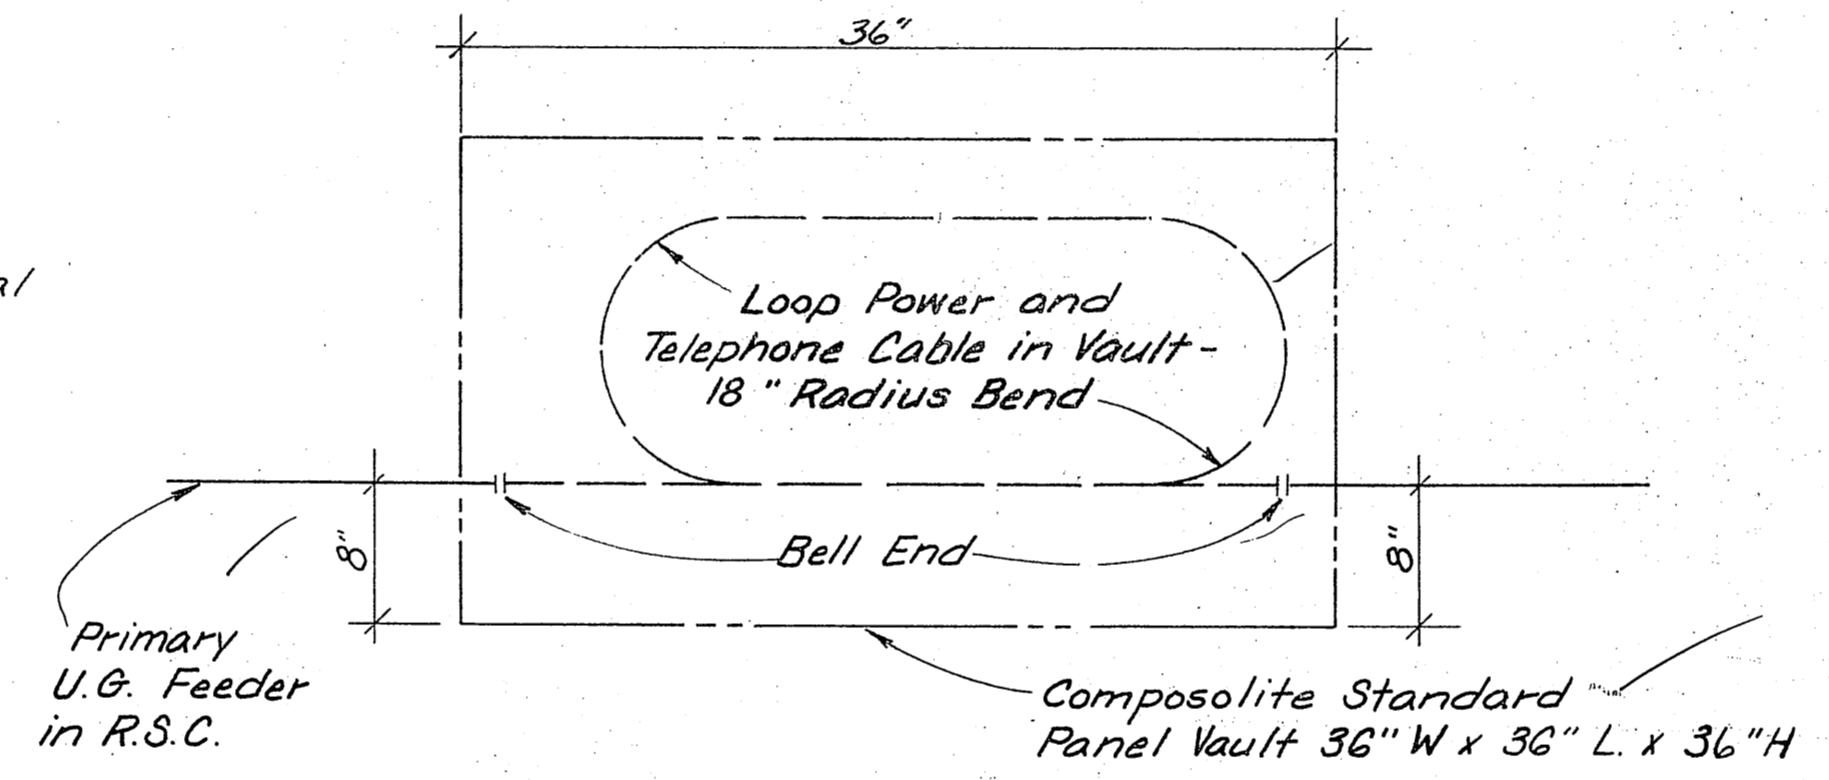 36"
Loop Power and
Telephone Cable in Vault-
18" Radius Bend
8"
Bell End
8"
Primary
U.G. Feeder
in R.S.C.
Composolite Standard
Panel Vault 36" W x 36" L. x 36" H